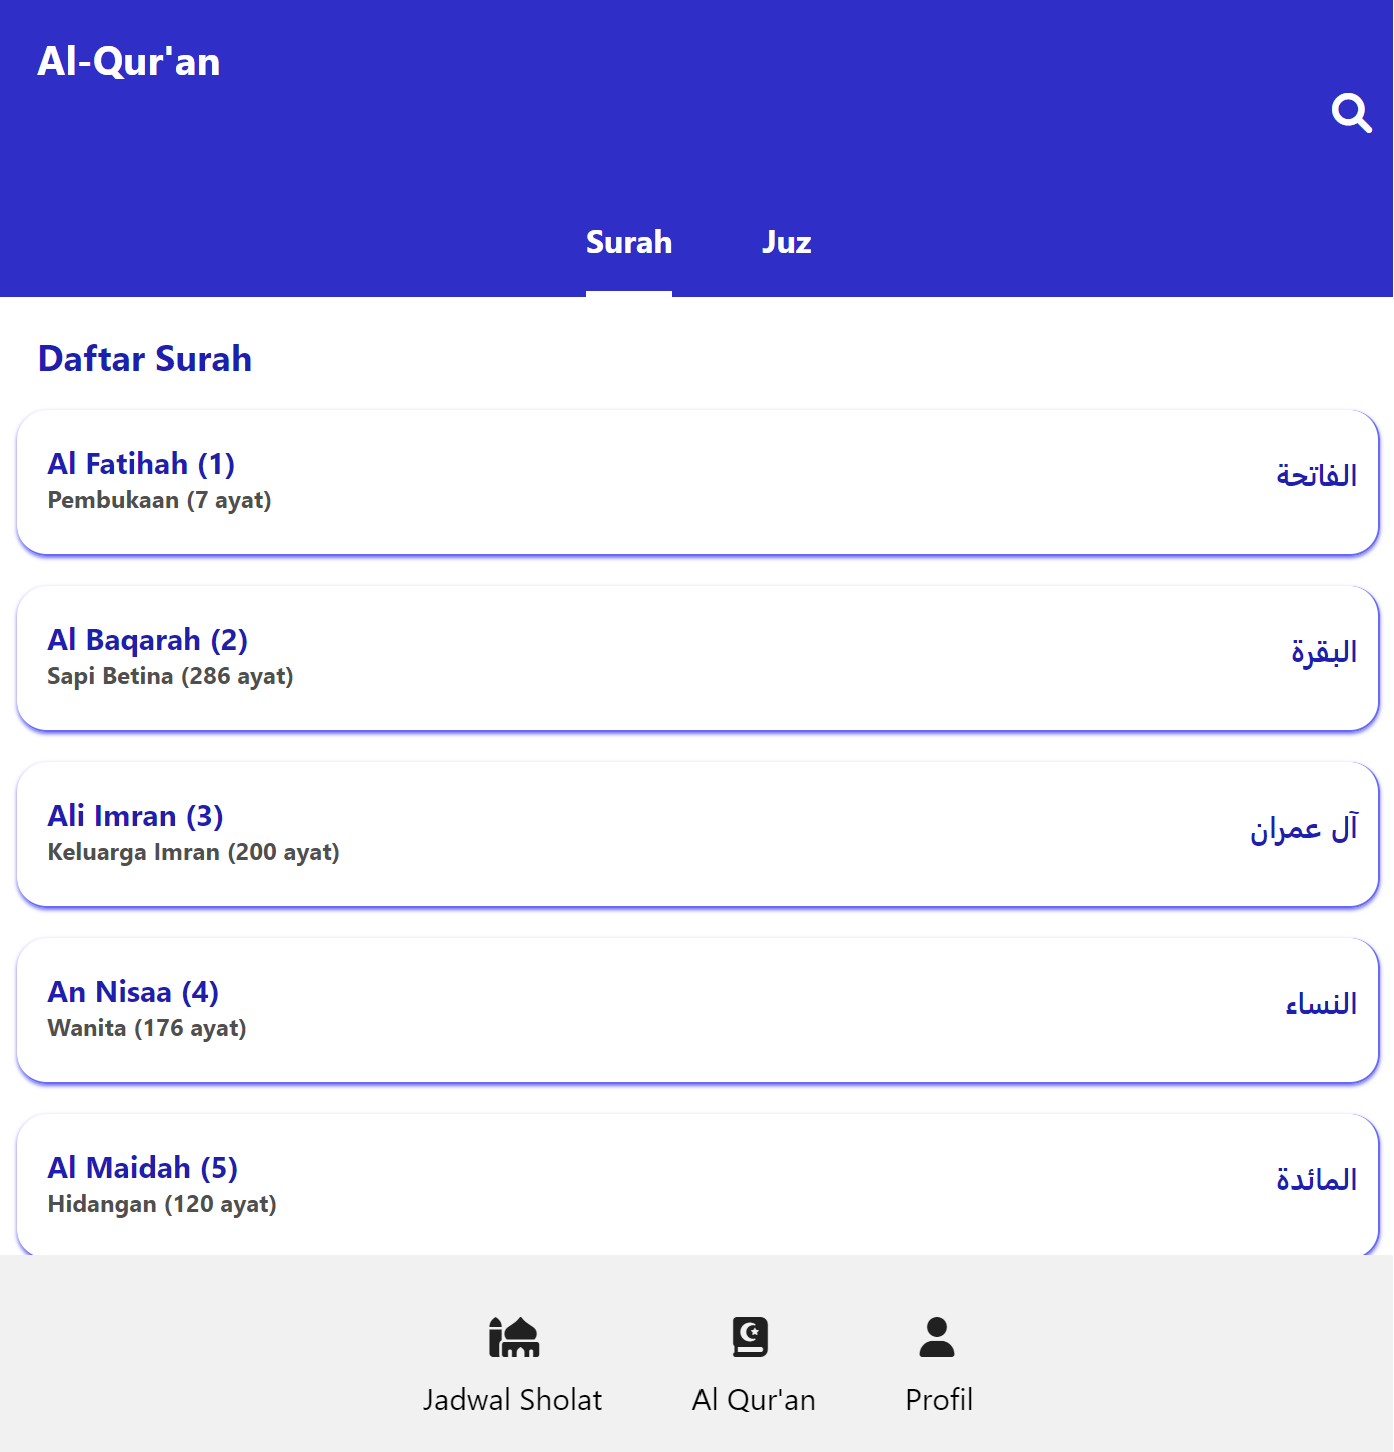 Al-Qur'an
Surah
Juz
Daftar Surah
Al Fatihah (1)
Pembukaan (7 ayat)
الفاتحة
Al Baqarah (2)
Sapi Betina (286 ayat)
البقرة
Ali Imran (3)
Keluarga Imran (200 ayat)
آل عمران
An Nisaa (4)
Wanita (176 ayat)
النساء
Al Maidah (5)
Hidangan (120 ayat)
المائدة
Jadwal Sholat
Al Qur'an
Profil